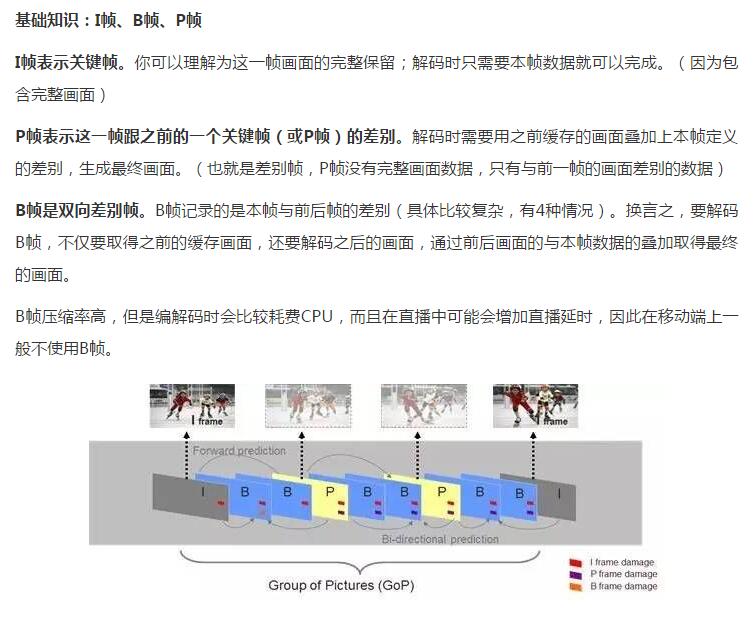 基础知识：I帧、B帧、P帧
I帧表示关键帧。你可以理解为这一帧画面的完整保留；解码时只需要本帧数据就可以完成。（因为包
含完整画面）
P帧表示这一帧跟之前的一个关键帧（或P帧）的差别。解码时需要用之前缓存的画面叠加上本帧定义
的差别，生成最终画面。（也就是差别帧，P帧没有完整画面数据，只有与前一帧的画面差别的数据）
B帧是双向差别帧。B帧记录的是本帧与前后帧的差别（具体比较复杂，有4种情况）。换言之，要解码
B帧，不仅要取得之前的缓存画面，还要解码之后的画面，通过前后画面的与本帧数据的叠加取得最终
的画面。
B帧压缩率高，但是编解码时会比较耗费CPU，而且在直播中可能会增加直播延时，因此在移动端上一
般不使用B帧。
I frame
I frame
Forward prediction
I B B P B B P B B I
Bi-directional prediction
Group of Pictures (GoP)
I frame damage
P frame damage
B frame damage